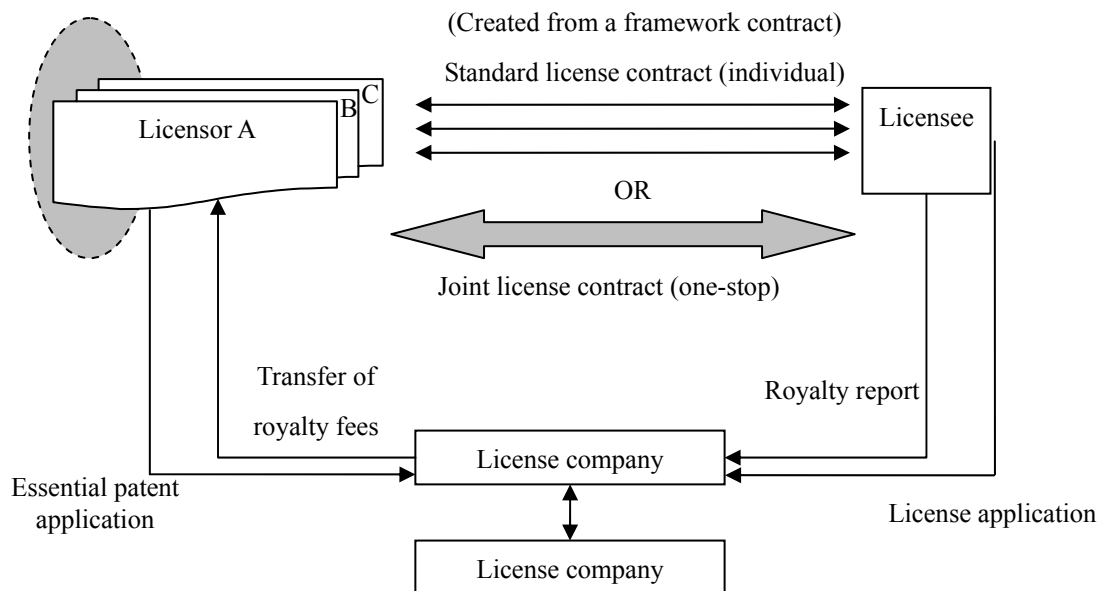 (Created from a framework contract)
Standard license contract (individual)
C
B
Licensor A
Licensee
OR
Joint license contract (one-stop)
Transfer of
royalty fees
Royalty report
License company
Essential patent
application
License application
License company